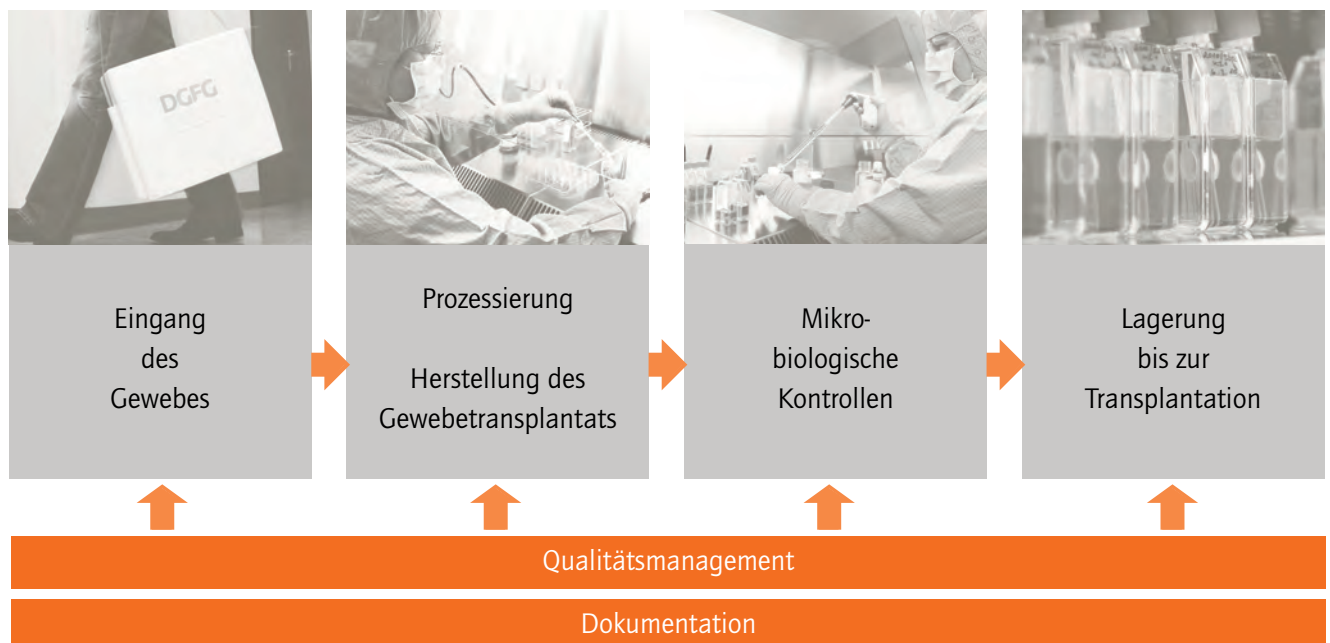 DGFG
Eingang
des
Gewebes
Prozessierung
Herstellung des
Gewebetransplantats
Mikro-
biologische
Kontrollen
Lagerung
bis zur
Transplantation
Qualitätsmanagement
Dokumentation